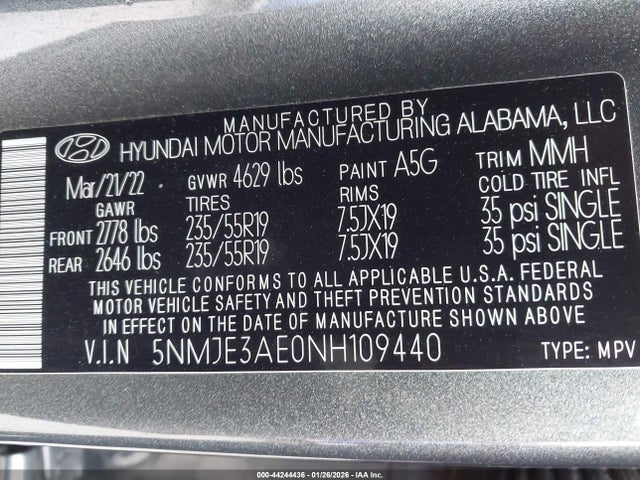 MANUFACTURED BY
HYUNDAI MOTOR MANUFACTURING ALABAMA, LLC
Mar/21/22 GVWR 4629 lbs PAINT A5G TRIM MMH
GAWR TIRES RIMS COLD TIRE INFL
FRONT 2778 lbs 235/55R19 7.5JX19 35 psi SINGLE
REAR 2646 lbs 235/55R19 7.5JX19 35 psi SINGLE
THIS VEHICLE CONFORMS TO ALL APPLICABLE U.S.A. FEDERAL
MOTOR VEHICLE SAFETY AND THEFT PREVENTION STANDARDS
IN EFFECT ON THE DATE OF MANUFACTURE SHOWN ABOVE
V.I.N 5NMJE3AE0NH109440 TYPE: MPV
000-44244436 - 01/26/2026 - IAA Inc.